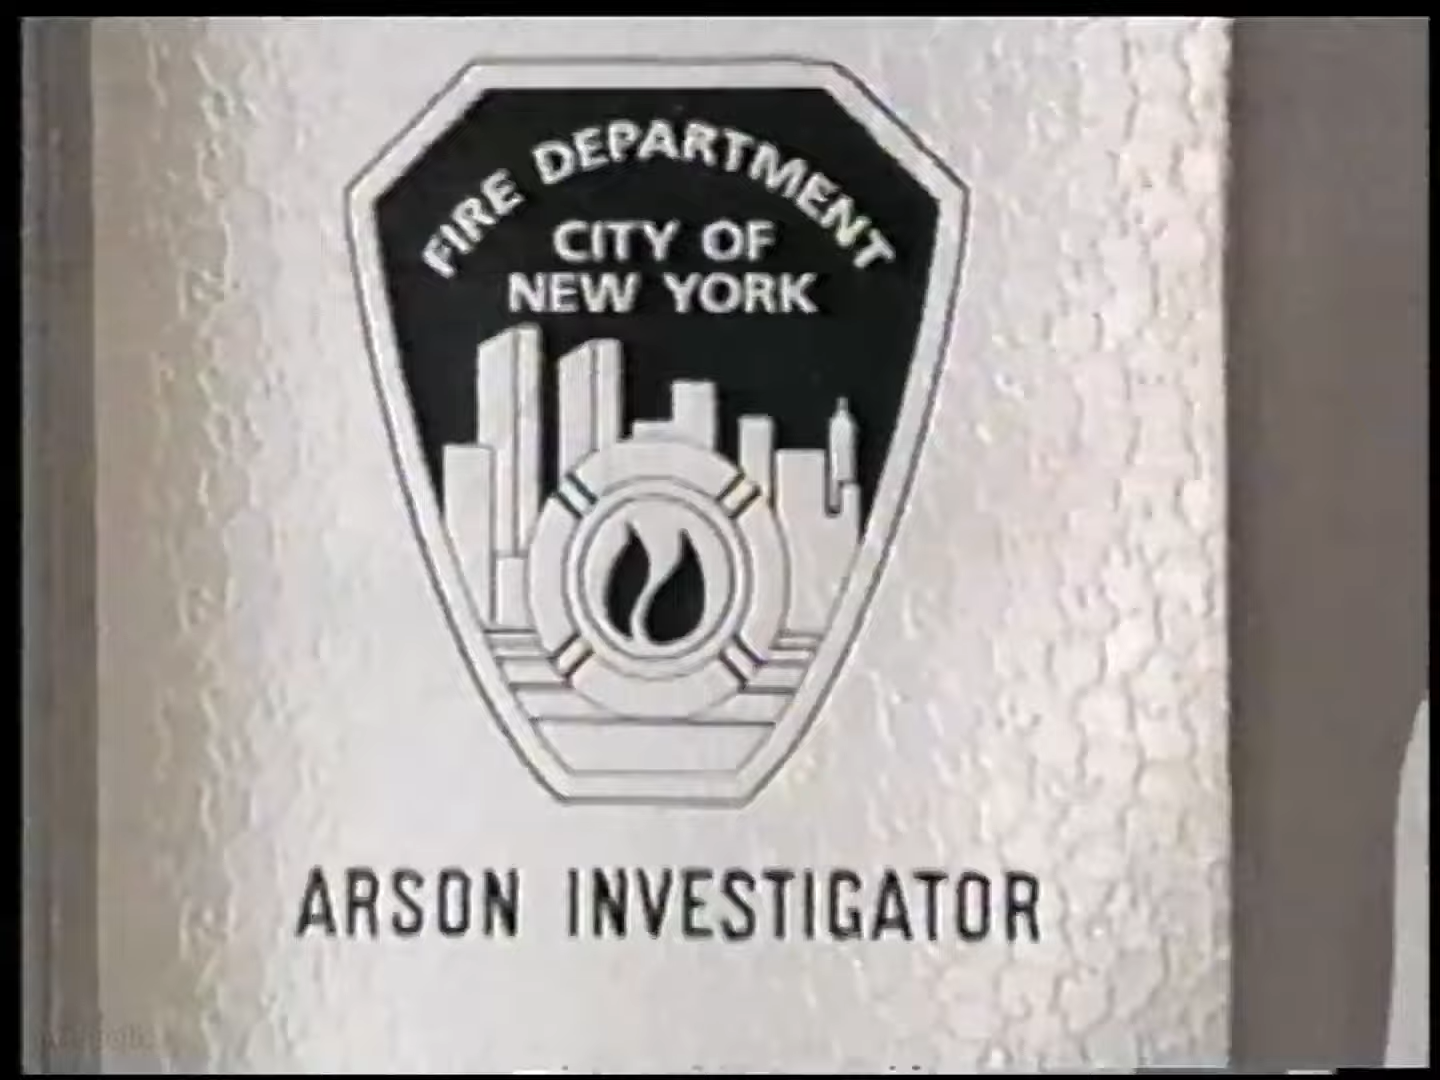 FIRE DEPARTMENT
CITY OF
NEW YORK
ARSON INVESTIGATOR